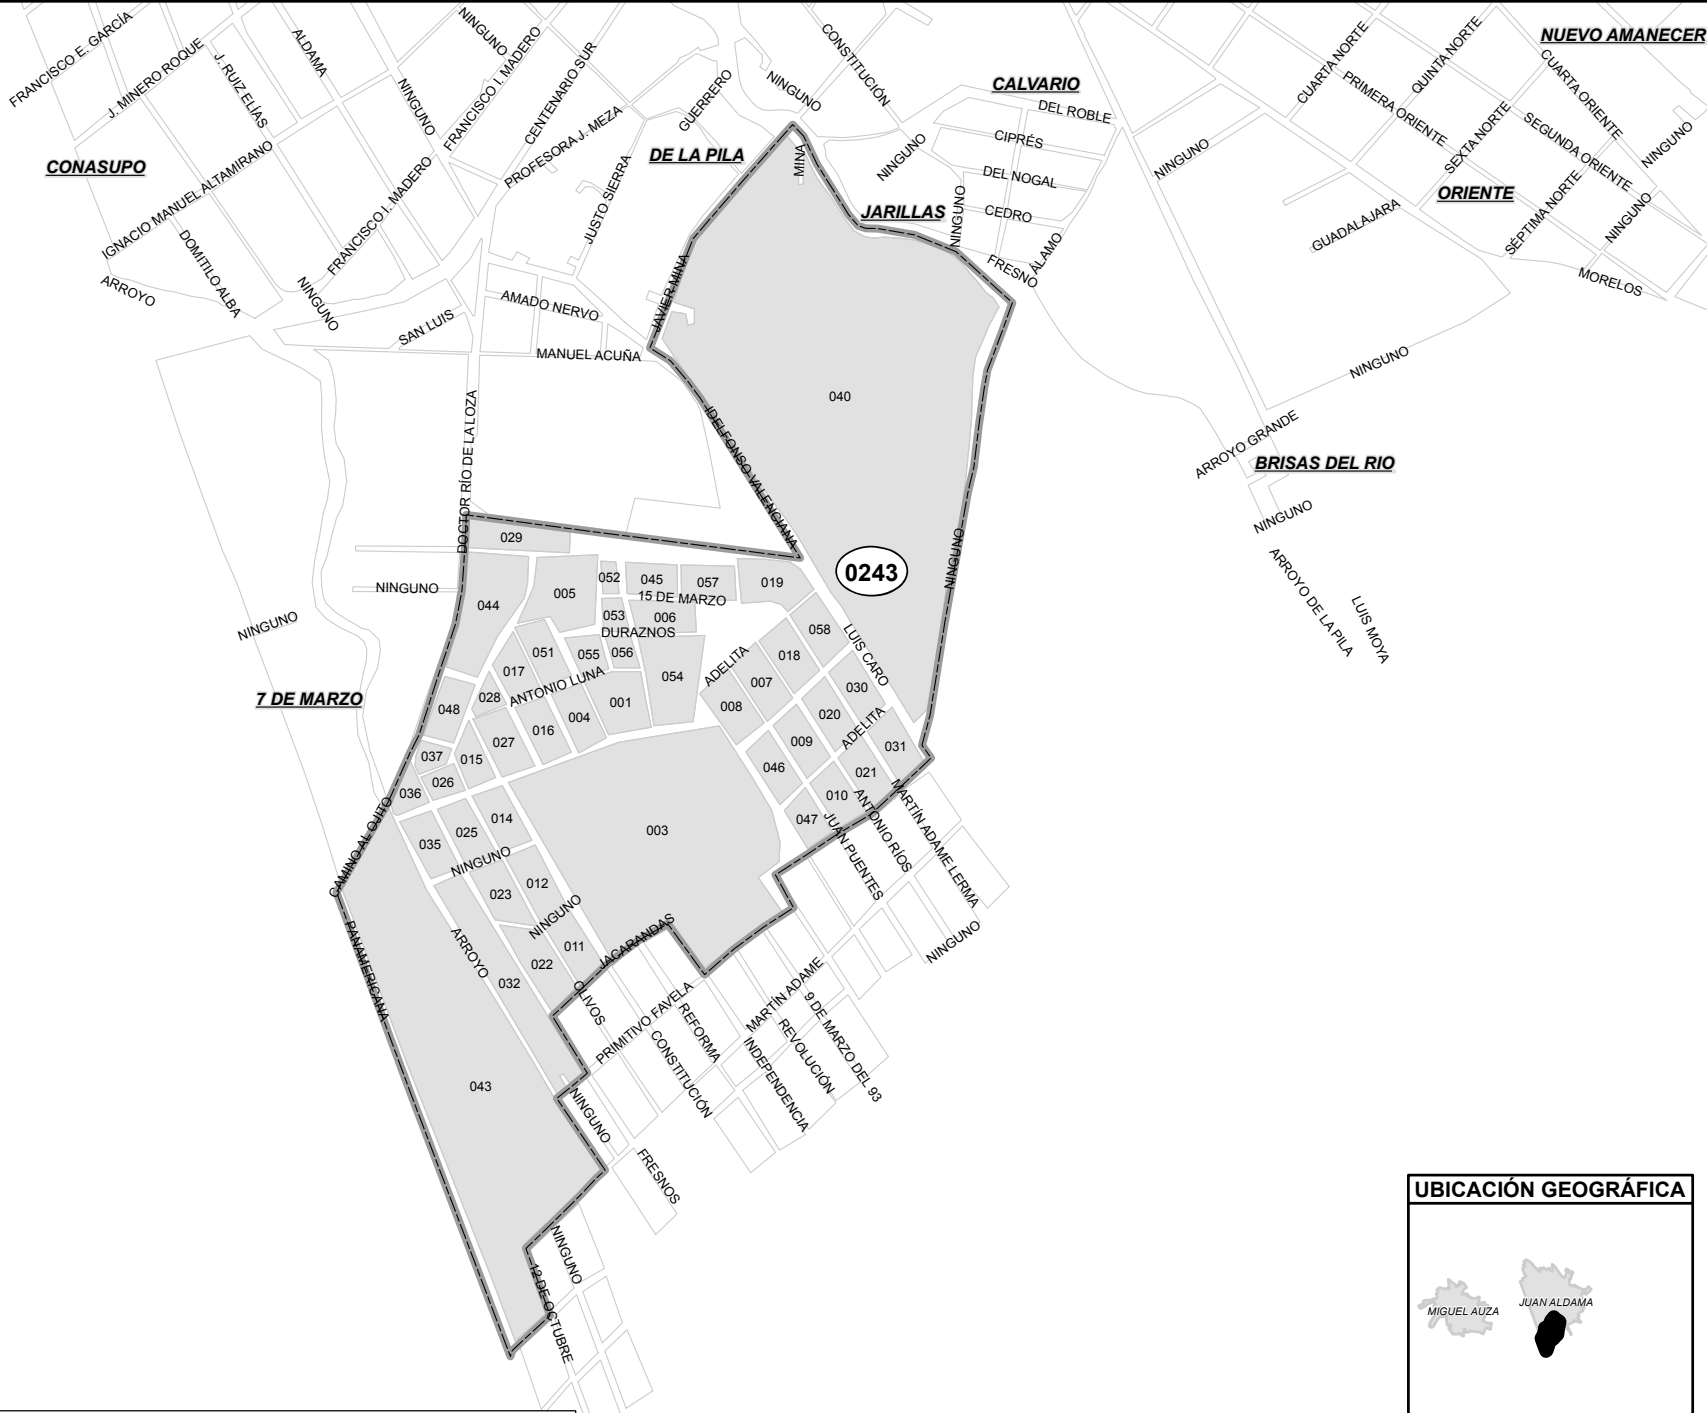 FRANCISCO E. GARCÍA
J. MINERO ROQUE
J. RUIZ ELÍAS
ALDAMA
NINGUNO
NINGUNO
FRANCISCO I. MADERO
CENTENARIO SUR
PROFESORA J. MEZA
GUERRERO
NINGUNO
CONSTITUCIÓN
CALVARIO
DEL ROBLE
CIPRÉS
NINGUNO
DEL NOGAL
CEDRO
NINGUNO
FRESNO
ÁLAMO
NUEVO AMANECER
CUARTA NORTE
QUINTA NORTE
CUARTA ORIENTE
PRIMERA ORIENTE
SEXTA NORTE
SEGUNDA ORIENTE
NINGUNO
NINGUNO
ORIENTE
SÉPTIMA NORTE
NINGUNO
GUADALAJARA
MORELOS
CONASUPO
IGNACIO MANUEL ALTAMIRANO
FRANCISCO I. MADERO
DOMITILO ALBA
ARROYO
NINGUNO
DE LA PILA
JUSTO SIERRA
MINA
JARILLAS
JAVIER MINA
SAN LUIS
AMADO NERVO
MANUEL ACUÑA
NINGUNO
040
ARROYO GRANDE
BRISAS DEL RIO
NINGUNO
ARROYO DE LA PILA
LUIS MOYA
DOCTOR RÍO DE LA LOZA
IDELFONSO VALENCIANA
NINGUNO
0243
029
NINGUNO
NINGUNO
044
005
052
045
057
019
15 DE MARZO
053
006
DURAZNOS
058
LUIS CARO
051
055
056
018
017
ANTONIO LUNA
054
ADELITA
007
030
7 DE MARZO
048
028
001
008
020
004
016
027
009
ADELITA
031
037
015
046
021
026
036
010
MARTÍN ADAME LERMA
ANTONIO RÍOS
014
047
JUAN PUENTES
025
003
035
NINGUNO
CAMINO AL OJITO
012
023
NINGUNO
011
JACARANDAS
PANAMERICANA
ARROYO
022
032
NINGUNO
OLIVOS
PRIMITIVO FAVELA
REFORMA
CONSTITUCIÓN
MARTÍN ADAME
9 DE MARZO DEL 93
REVOLUCIÓN
INDEPENDENCIA
043
NINGUNO
FRESNOS
NINGUNO
12 DE OCTUBRE
UBICACIÓN GEOGRÁFICA
MIGUEL AUZA
JUAN ALDAMA